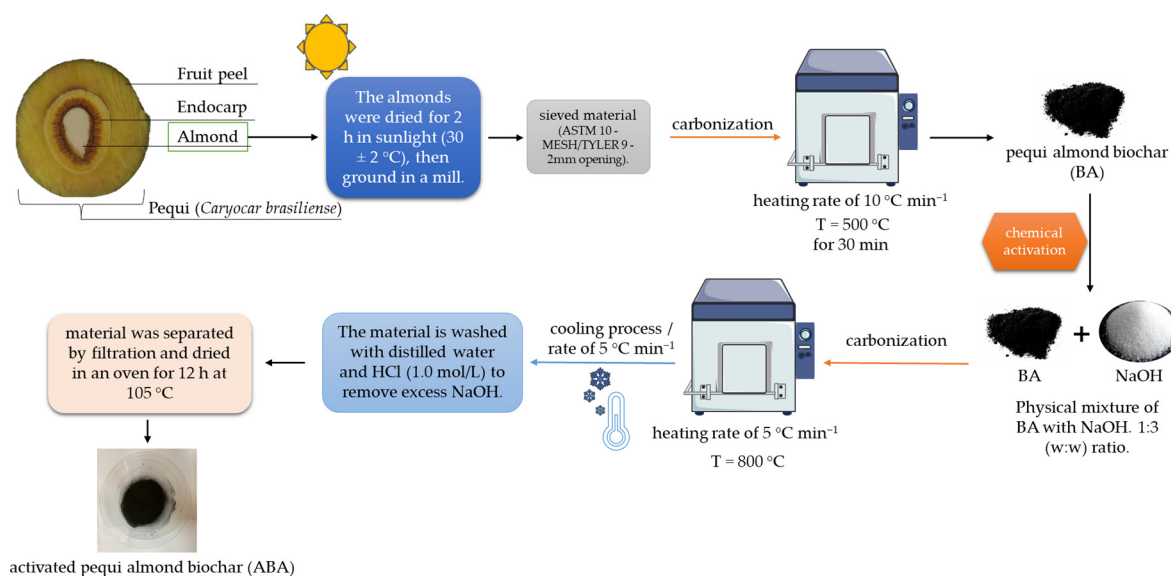 Fruit peel
Endocarp
Almond
Pequi (Caryocar brasiliense)
The almonds
were dried for 2
h in sunlight (30
± 2 °C), then
ground in a mill.
sieved material
(ASTM 10 -
MESH/TYLER 9 -
2mm opening).
carbonization
heating rate of 10 °C min⁻¹
T = 500 °C
for 30 min
pequi almond biochar
(BA)
chemical
activation
BA
+
NaOH
Physical mixture of
BA with NaOH. 1:3
(w:w) ratio.
carbonization
heating rate of 5 °C min⁻¹
T = 800 °C
cooling process /
rate of 5 °C min⁻¹
The material is washed
with distilled water
and HCl (1.0 mol/L) to
remove excess NaOH.
material was separated
by filtration and dried
in an oven for 12 h at
105 °C
activated pequi almond biochar (ABA)